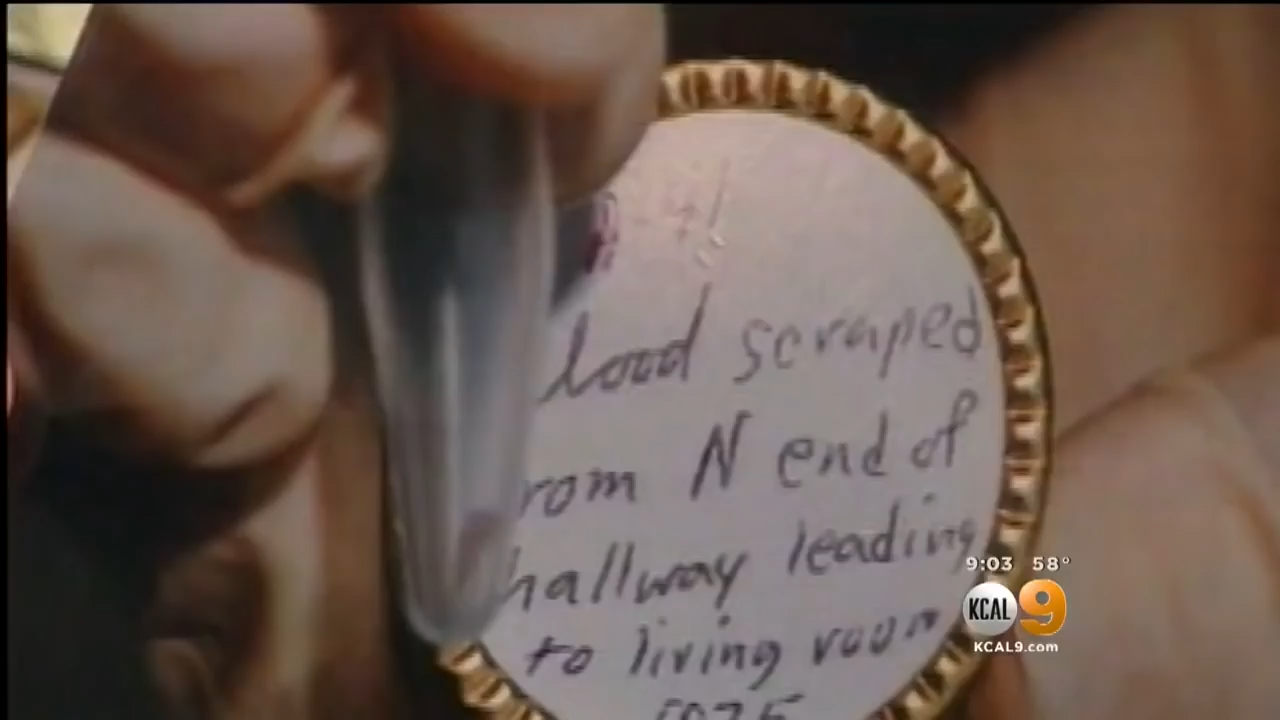 lood scraped
rom N end of
hallway leading
to living room
9:03 58°
KCAL 9
KCAL9.com